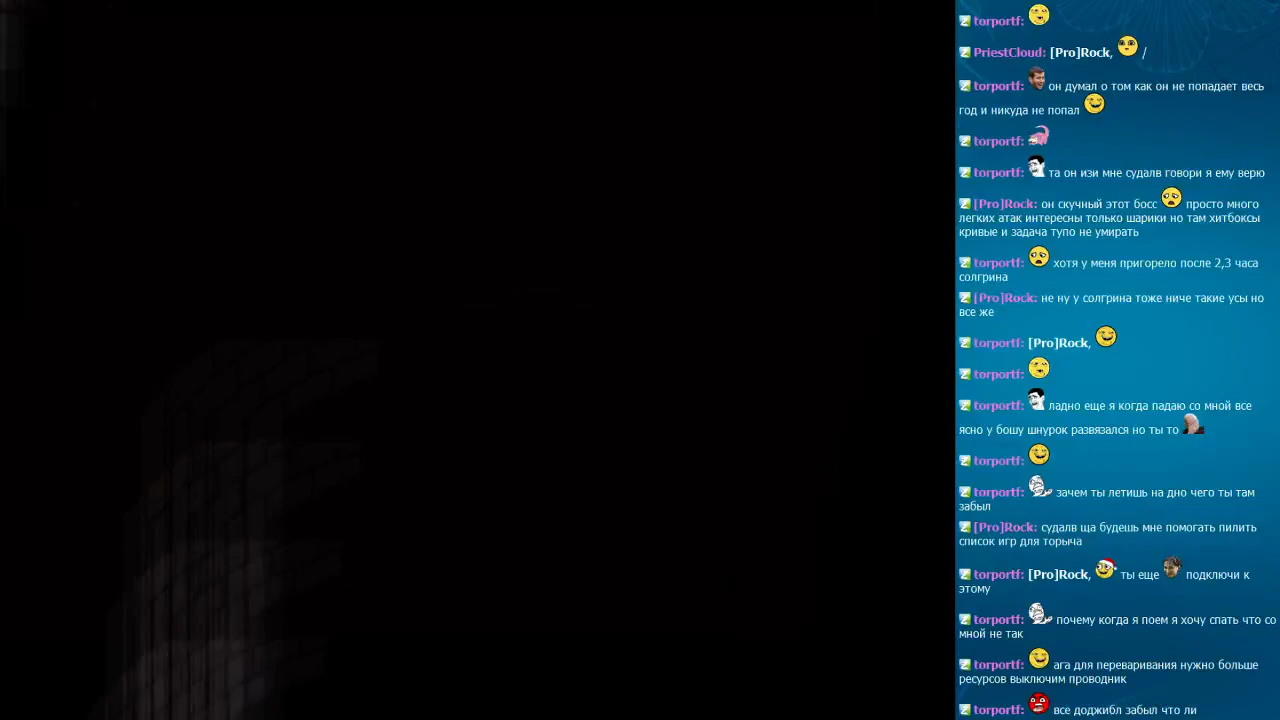 torportf:
PriestCloud: [Pro]Rock, /
torportf: он думал о том как он не попадает весь
год и никуда не попал
torportf:
torportf: та он изи мне судалв говори я ему верю
[Pro]Rock: он скучный этот босс просто много
легких атак интересны только шарики но там хитбоксы
кривые и задача тупо не умирать
torportf: хотя у меня пригорело после 2,3 часа
солгрина
[Pro]Rock: не ну у солгрина тоже ниче такие усы но
все же
torportf: [Pro]Rock,
torportf:
torportf: ладно еще я когда падаю со мной все
ясно у бошу шнурок развязался но ты то
torportf:
torportf: зачем ты летишь на дно чего ты там
забыл
[Pro]Rock: судалв ща будешь мне помогать пилить
список игр для торыча
torportf: [Pro]Rock, ты еще подключи к
этому
torportf: почему когда я поем я хочу спать что со
мной не так
torportf: ага для переваривания нужно больше
ресурсов выключим проводник
torportf: все доджибл забыл что ли